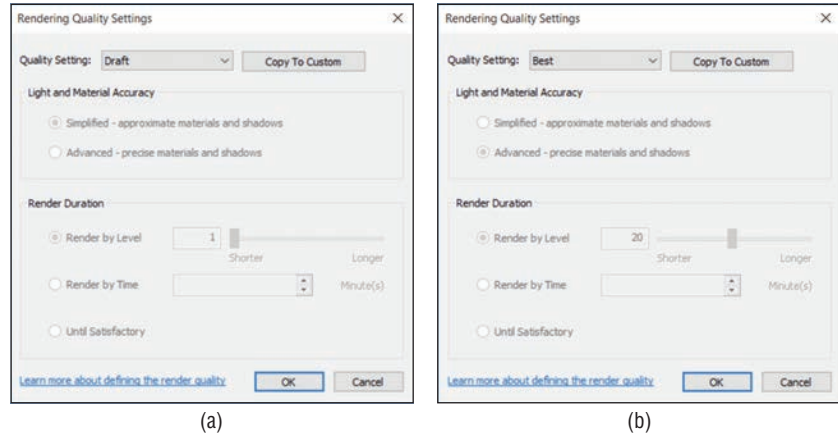 Rendering Quality Settings
Quality Setting: Draft Copy To Custom
Light and Material Accuracy
Simplified - approximate materials and shadows
Advanced - precise materials and shadows
Render Duration
Render by Level 1
Shorter Longer
Render by Time Minute(s)
Until Satisfactory
Learn more about defining the render quality OK Cancel
(a)
Rendering Quality Settings
Quality Setting: Best Copy To Custom
Light and Material Accuracy
Simplified - approximate materials and shadows
Advanced - precise materials and shadows
Render Duration
Render by Level 20
Shorter Longer
Render by Time Minute(s)
Until Satisfactory
Learn more about defining the render quality OK Cancel
(b)